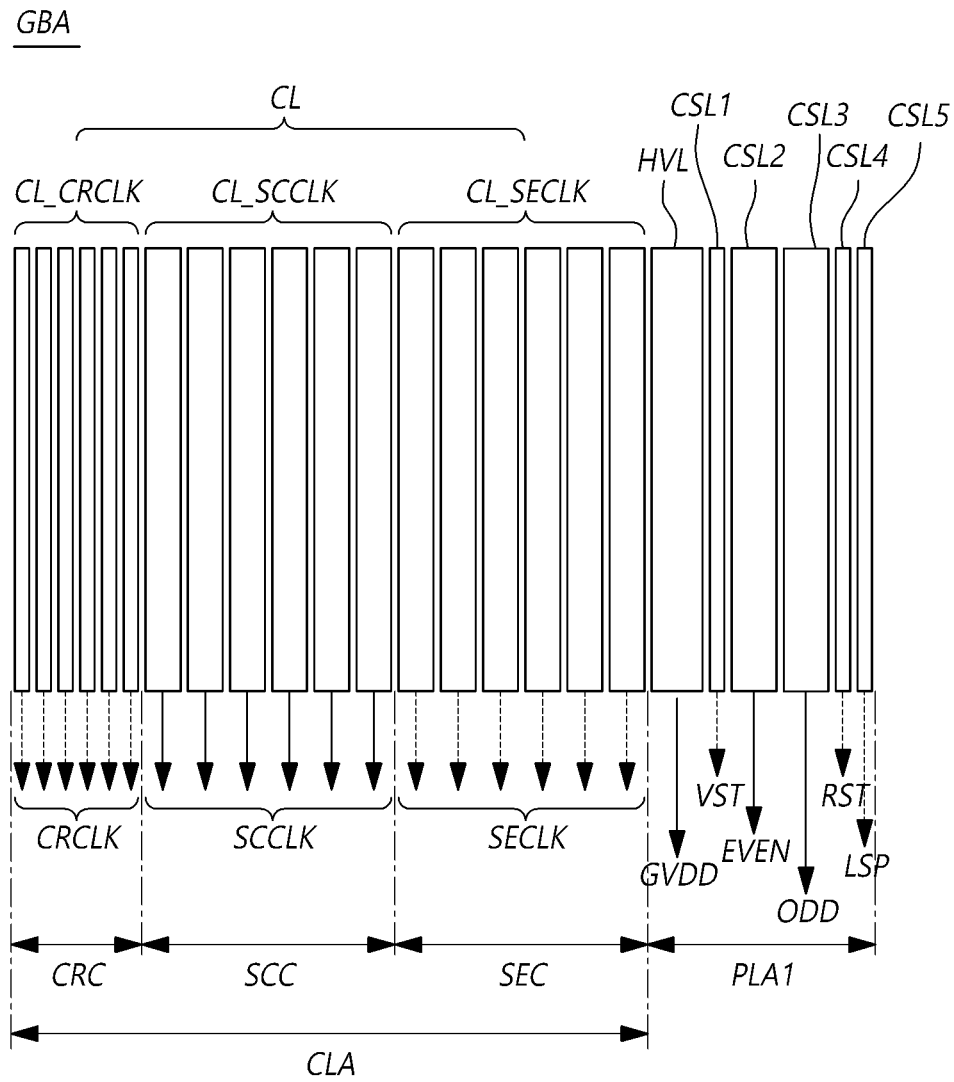 GBA
CL
CSL1
CSL3
CSL5
HVL
CSL2
CSL4
CL_CRCLK
CL_SCCLK
CL_SECLK
VST
RST
CRCLK
SCCLK
SECLK
EVEN
GVDD
LSP
ODD
CRC
SCC
SEC
PLA1
CLA